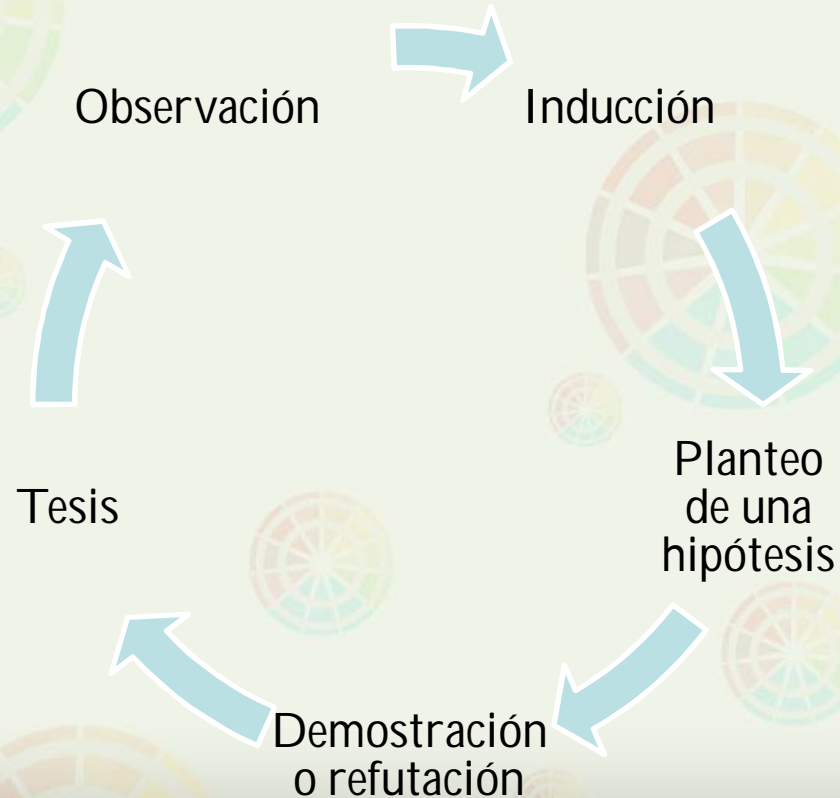 Observación
Inducción
Planteo
de una
hipótesis
Demostración
o refutación
Tesis